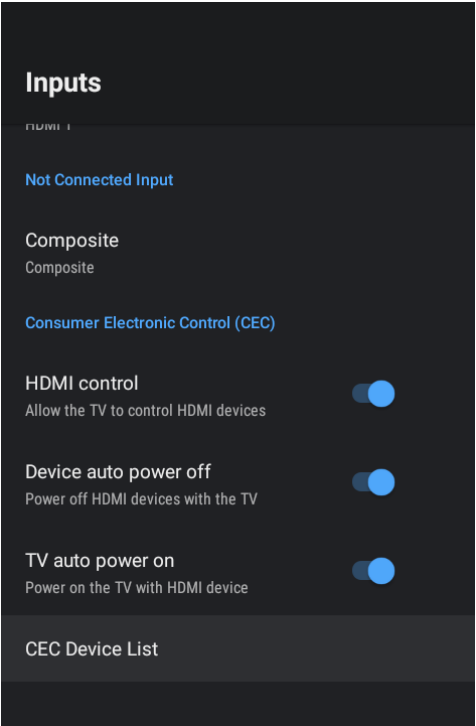 Inputs
HDMI 1
Not Connected Input
Composite
Composite
Consumer Electronic Control (CEC)
HDMI control
Allow the TV to control HDMI devices
Device auto power off
Power off HDMI devices with the TV
TV auto power on
Power on the TV with HDMI device
CEC Device List